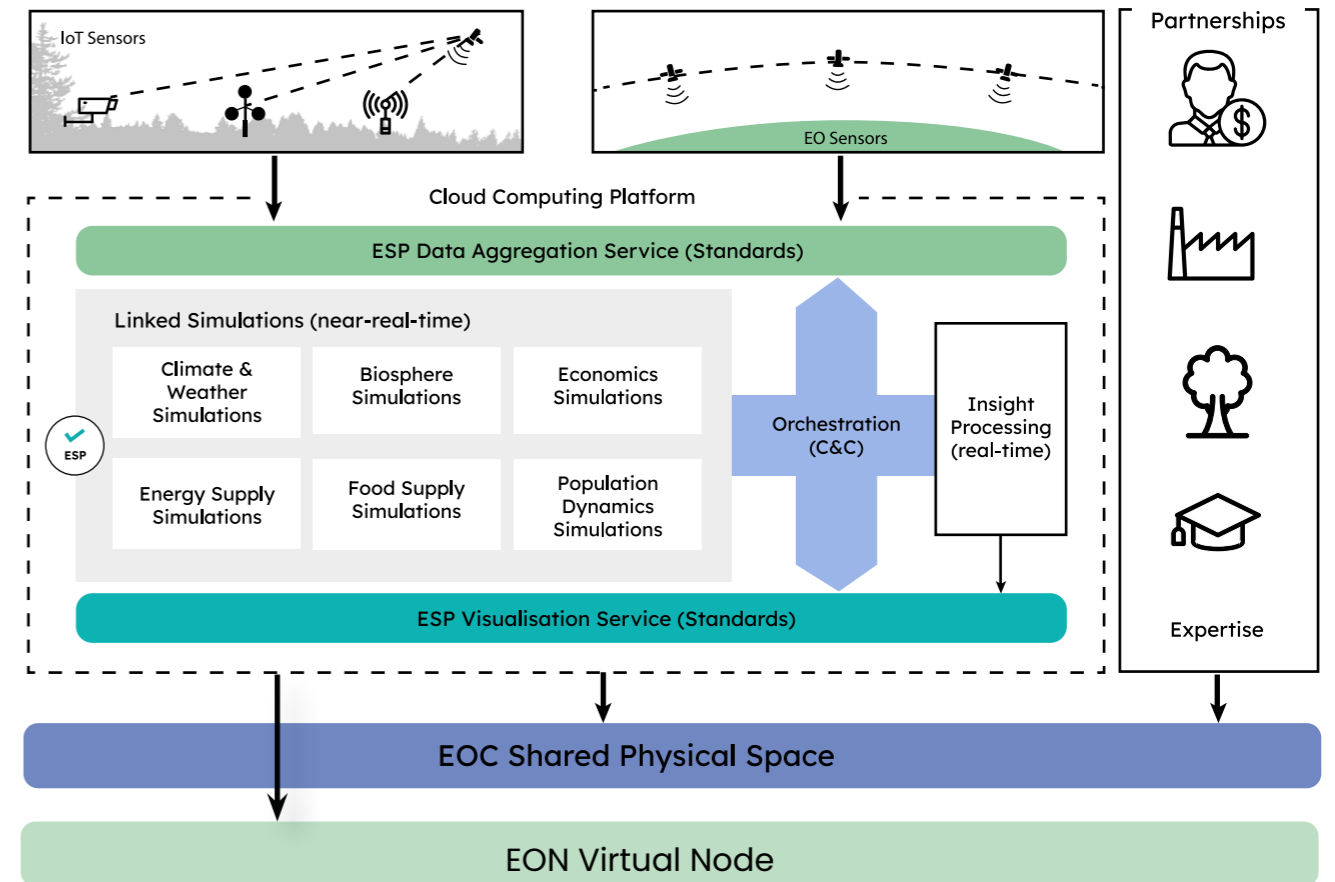 IoT Sensors
EO Sensors
Partnerships
Cloud Computing Platform
ESP Data Aggregation Service (Standards)
Linked Simulations (near-real-time)
Climate &
Weather
Simulations
Biosphere
Simulations
Economics
Simulations
ESP
Energy Supply
Simulations
Food Supply
Simulations
Population
Dynamics
Simulations
Orchestration
(C&C)
Insight
Processing
(real-time)
$
Expertise
ESP Visualisation Service (Standards)
EOC Shared Physical Space
EON Virtual Node